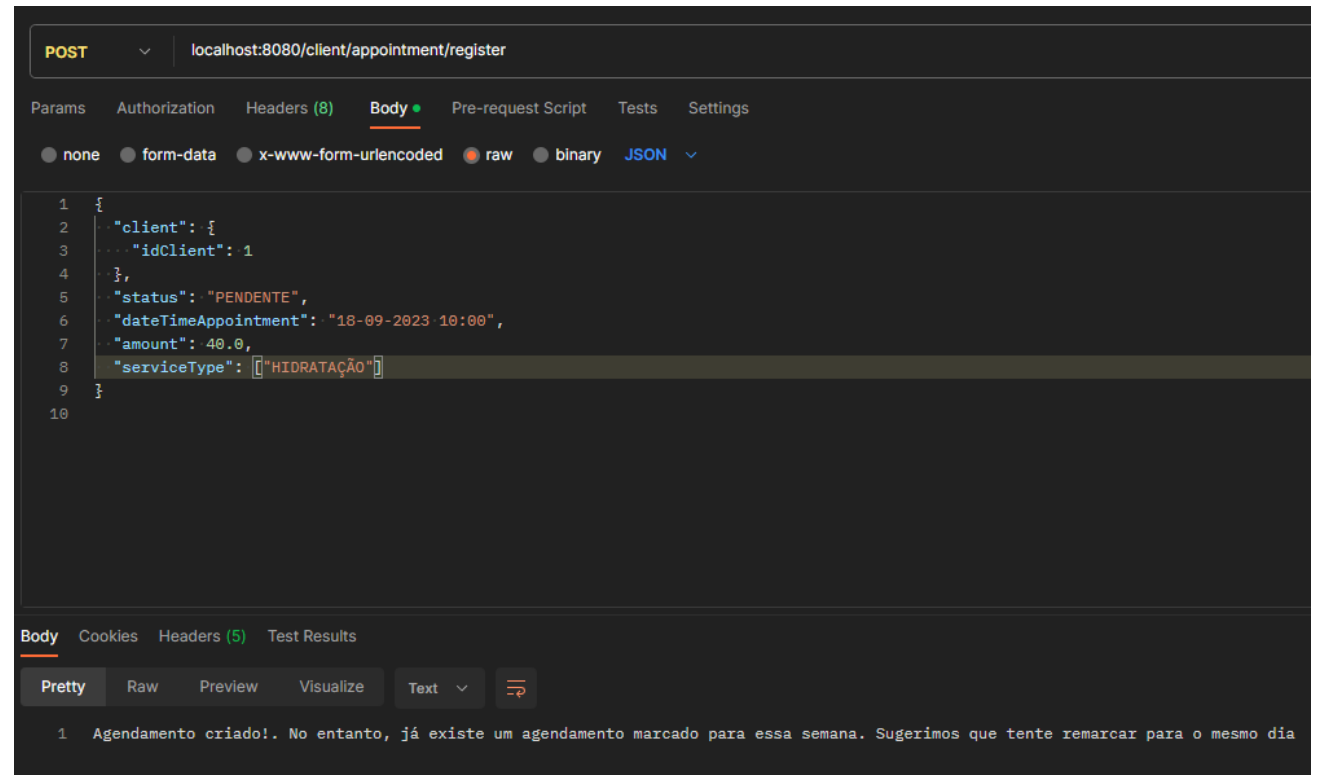 POST localhost:8080/client/appointment/register
Params Authorization Headers (8) Body Pre-request Script Tests Settings
none form-data x-www-form-urlencoded raw binary JSON
1 {
2 "client": {
3 "idClient": 1
4 },
5 "status": "PENDENTE",
6 "dateTimeAppointment": "18-09-2023 10:00",
7 "amount": 40.0,
8 "serviceType": ["HIDRATAÇÃO"]
9 }
10
Body Cookies Headers (5) Test Results
Pretty Raw Preview Visualize Text
1 Agendamento criado!. No entanto, já existe um agendamento marcado para essa semana. Sugerimos que tente remarcar para o mesmo dia